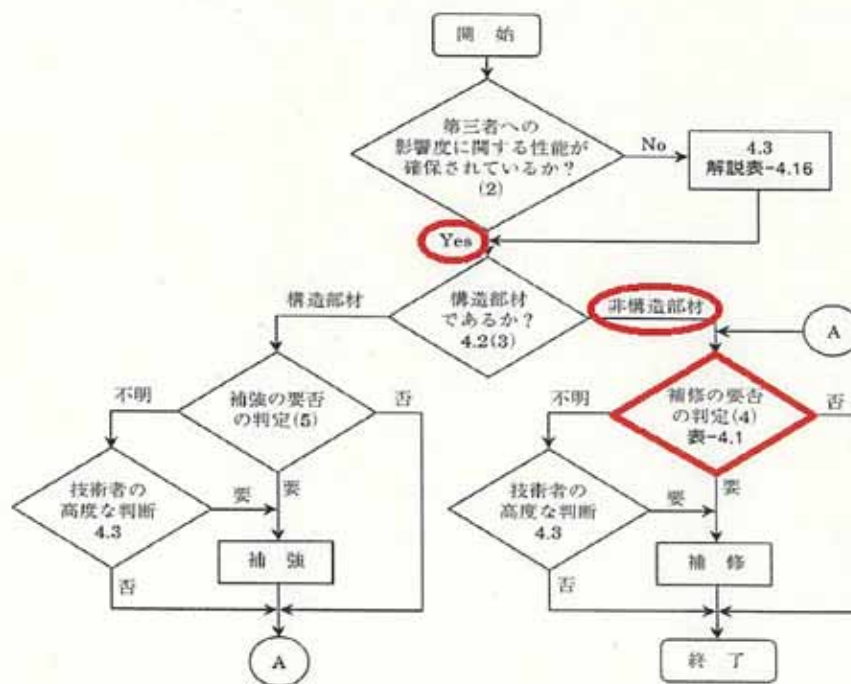 開 始
第三者への
影響度に関する性能が
確保されているか?
(2)
No
4.3
解説表-4.16
Yes
構造部材
構造部材
であるか?
4.2(3)
非構造部材
A
不明
補強の要否
の判定(5)
否
不明
補修の要否
の判定(4)
表-4.1
否
技術者の
高度な判断
4.3
要
要
技術者の
高度な判断
4.3
要
要
補 強
補 修
否
否
A
終 了